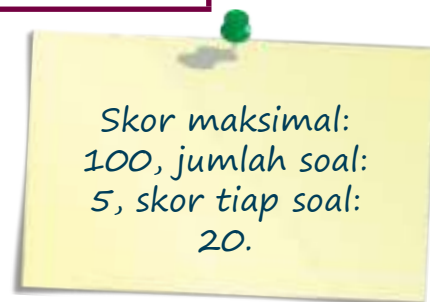 Skor maksimal:
100, jumlah soal:
5, skor tiap soal:
20.